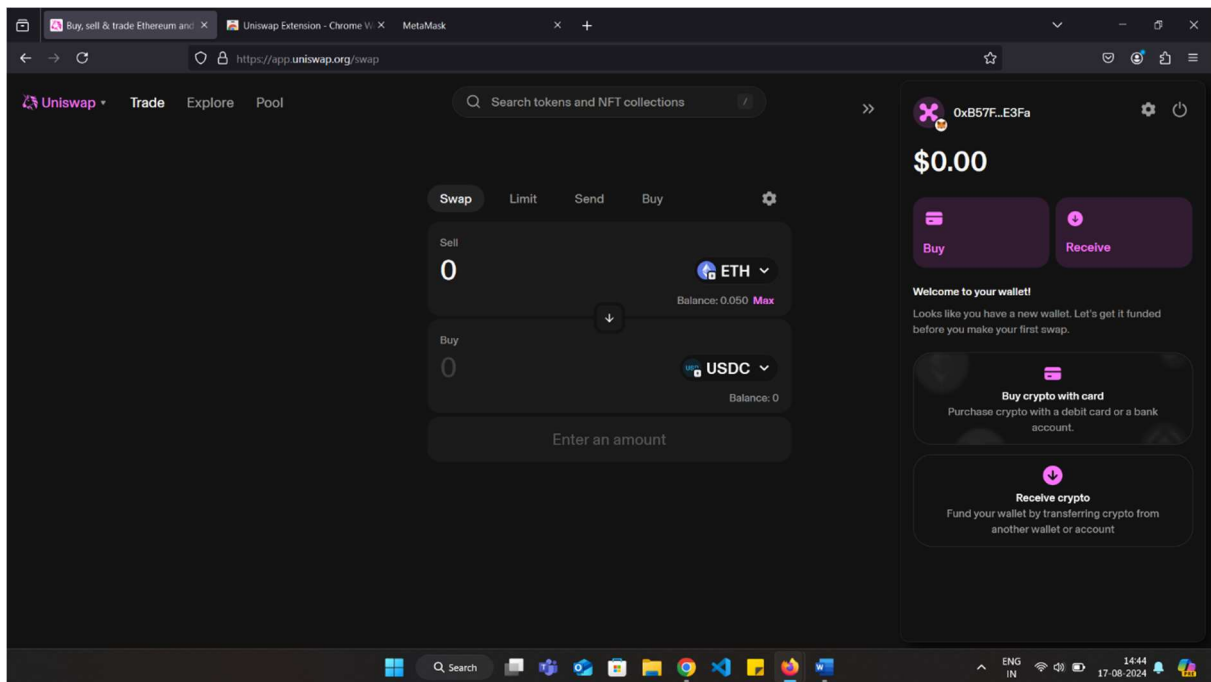 Buy, sell & trade Ethereum and
Uniswap Extension - Chrome W
MetaMask
https://app.uniswap.org/swap
Uniswap
Trade
Explore
Pool
Search tokens and NFT collections
/
0xB57F...E3Fa
$0.00
Swap
Limit
Send
Buy
Sell
0
ETH
Balance: 0.050 Max
Buy
0
USDC
Balance: 0
Enter an amount
Buy
Receive
Welcome to your wallet!
Looks like you have a new wallet. Let's get it funded
before you make your first swap.
Buy crypto with card
Purchase crypto with a debit card or a bank
account.
Receive crypto
Fund your wallet by transferring crypto from
another wallet or account
Search
ENG
IN
14:44
17-08-2024